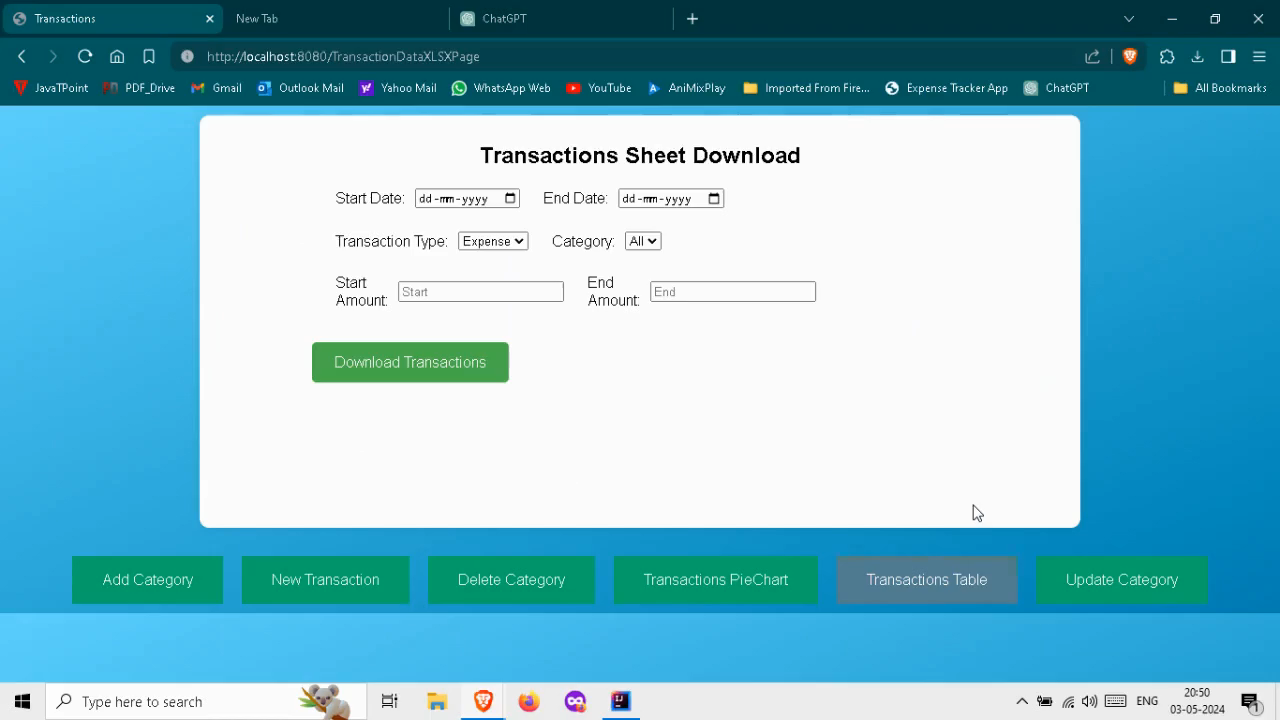 Transactions
New Tab
ChatGPT
http://localhost:8080/TransactionDataXLSXPage
JavaTPoint PDF_Drive Gmail Outlook Mail Yahoo Mail WhatsApp Web YouTube AniMixPlay Imported From Fire... Expense Tracker App ChatGPT All Bookmarks
Transactions Sheet Download
Start Date: dd-mm-yyyy End Date: dd-mm-yyyy
Transaction Type: Expense Category: All
Start Amount: Start End Amount: End
Download Transactions
Add Category New Transaction Delete Category Transactions PieChart Transactions Table Update Category
Type here to search
ENG
20:50
03-05-2024
1